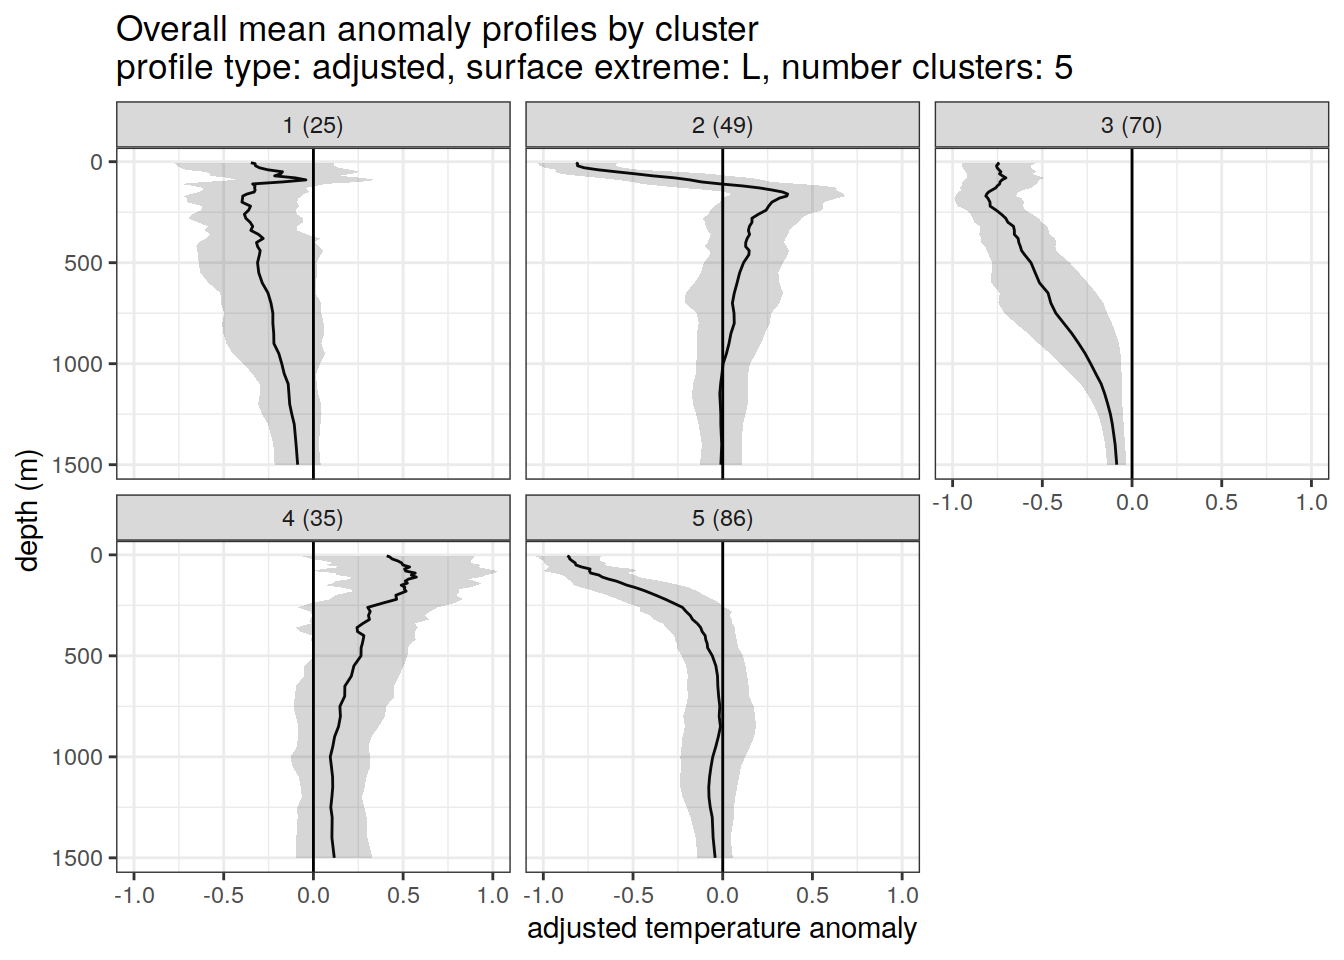 Overall mean anomaly profiles by cluster
profile type: adjusted, surface extreme: L, number clusters: 5
1 (25)
2 (49)
3 (70)
0
500
1000
1500
-1.0 -0.5 0.0 0.5 1.0
4 (35)
5 (86)
0
500
1000
1500
-1.0 -0.5 0.0 0.5 1.0
-1.0 -0.5 0.0 0.5 1.0
depth (m)
adjusted temperature anomaly